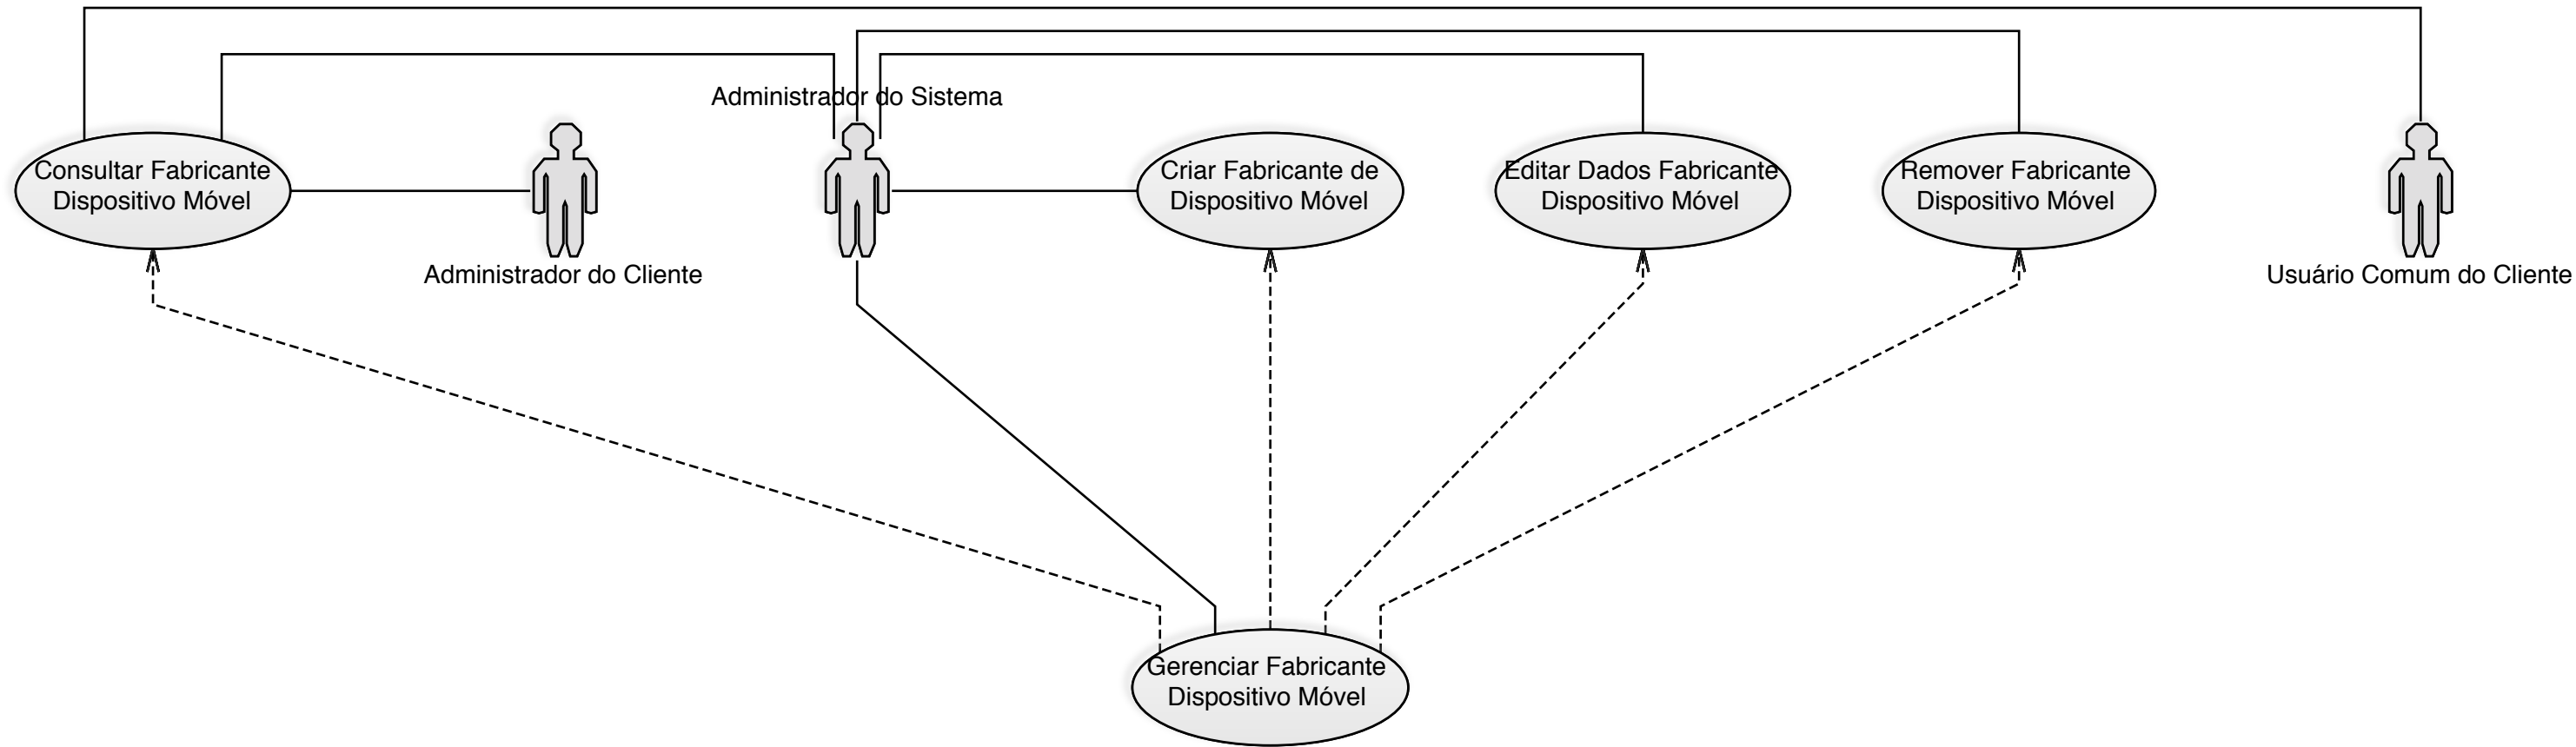 Administrador do Sistema
Consultar Fabricante
Dispositivo Móvel
Criar Fabricante de
Dispositivo Móvel
Editar Dados Fabricante
Dispositivo Móvel
Remover Fabricante
Dispositivo Móvel
Administrador do Cliente
Usuário Comum do Cliente
Gerenciar Fabricante
Dispositivo Móvel